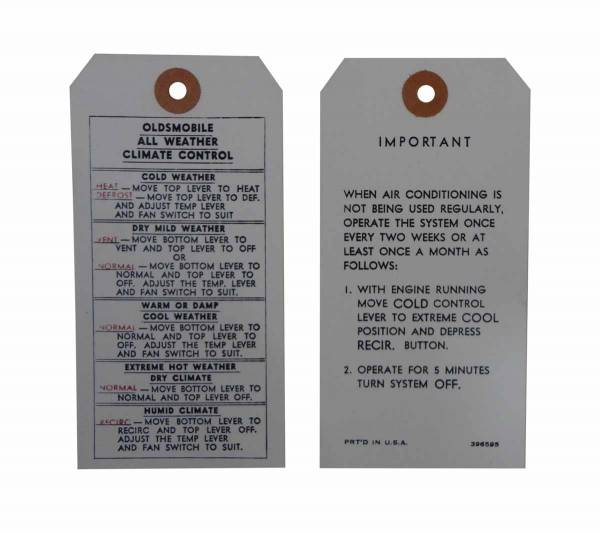 OLDSMOBILE
ALL WEATHER
CLIMATE CONTROL
COLD WEATHER
HEAT — MOVE TOP LEVER TO HEAT
DEFROST — MOVE TOP LEVER TO DEF.
AND ADJUST TEMP LEVER
AND FAN SWITCH TO SUIT
DRY MILD WEATHER
VENT — MOVE BOTTOM LEVER TO
VENT AND TOP LEVER TO OFF
OR
NORMAL — MOVE BOTTOM LEVER TO
NORMAL AND TOP LEVER TO
OFF. ADJUST THE TEMP. LEVER
AND FAN SWITCH TO SUIT.
WARM OR DAMP
COOL WEATHER
NORMAL — MOVE BOTTOM LEVER TO
NORMAL AND TOP LEVER TO
OFF. ADJUST THE TEMP LEVER
AND FAN SWITCH TO SUIT.
EXTREME HOT WEATHER
DRY CLIMATE
NORMAL — MOVE BOTTOM LEVER TO
NORMAL AND TOP LEVER OFF.
HUMID CLIMATE
RECIRC — MOVE BOTTOM LEVER TO
RECIRC AND TOP LEVER OFF.
ADJUST THE TEMP LEVER
AND FAN SWITCH TO SUIT.
IMPORTANT
WHEN AIR CONDITIONING IS
NOT BEING USED REGULARLY,
OPERATE THE SYSTEM ONCE
EVERY TWO WEEKS OR AT
LEAST ONCE A MONTH AS
FOLLOWS:
1. WITH ENGINE RUNNING
MOVE COLD CONTROL
LEVER TO EXTREME COOL
POSITION AND DEPRESS
RECIR. BUTTON.
2. OPERATE FOR 5 MINUTES
TURN SYSTEM OFF.
PRT'D IN U.S.A. 396595